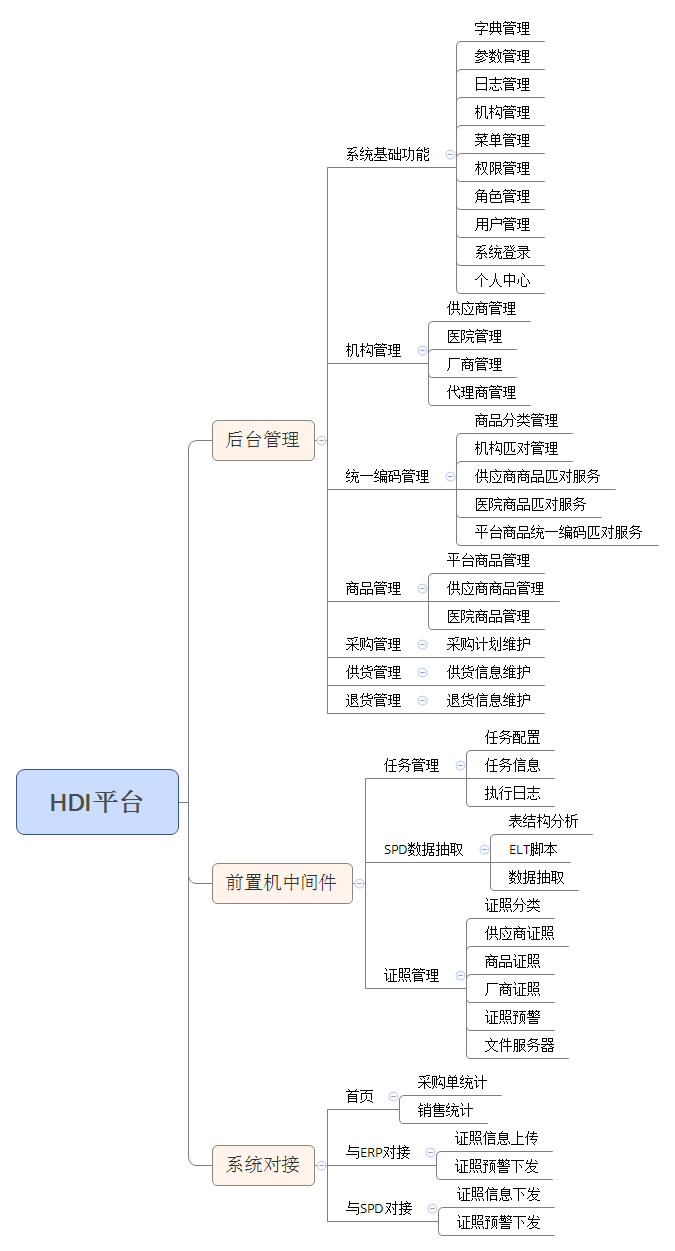 HDI平台
后台管理
系统基础功能
字典管理
参数管理
日志管理
机构管理
菜单管理
权限管理
角色管理
用户管理
系统登录
个人中心
机构管理
供应商管理
医院管理
厂商管理
代理商管理
统一编码管理
商品分类管理
机构匹对管理
供应商商品匹对服务
医院商品匹对服务
平台商品统一编码匹对服务
商品管理
平台商品管理
供应商商品管理
医院商品管理
采购管理
采购计划维护
供货管理
供货信息维护
退货管理
退货信息维护
前置机中间件
任务管理
任务配置
任务信息
执行日志
SPD数据抽取
表结构分析
ELT脚本
数据抽取
证照管理
证照分类
供应商证照
商品证照
厂商证照
证照预警
文件服务器
系统对接
首页
采购单统计
销售统计
与ERP对接
证照信息上传
证照预警下发
与SPD对接
证照信息下发
证照预警下发